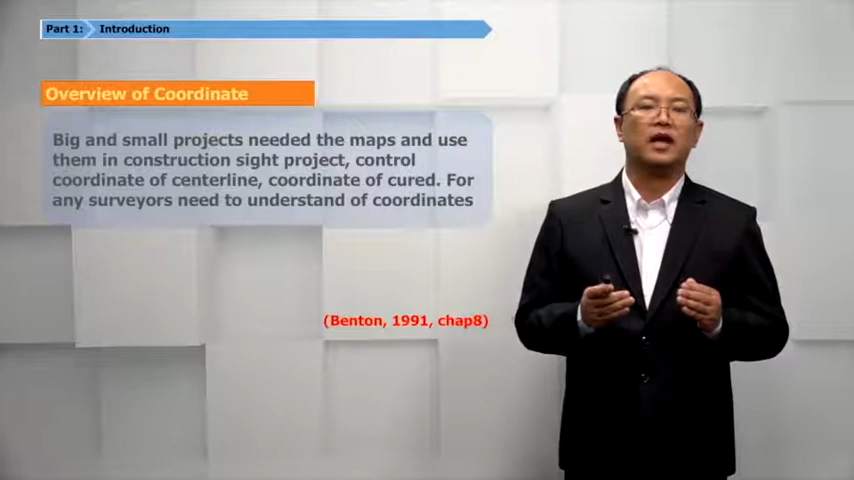 Part 1: Introduction
Overview of Coordinate
Big and small projects needed the maps and use
them in construction sight project, control
coordinate of centerline, coordinate of cured. For
any surveyors need to understand of coordinates
(Benton, 1991, chap8)